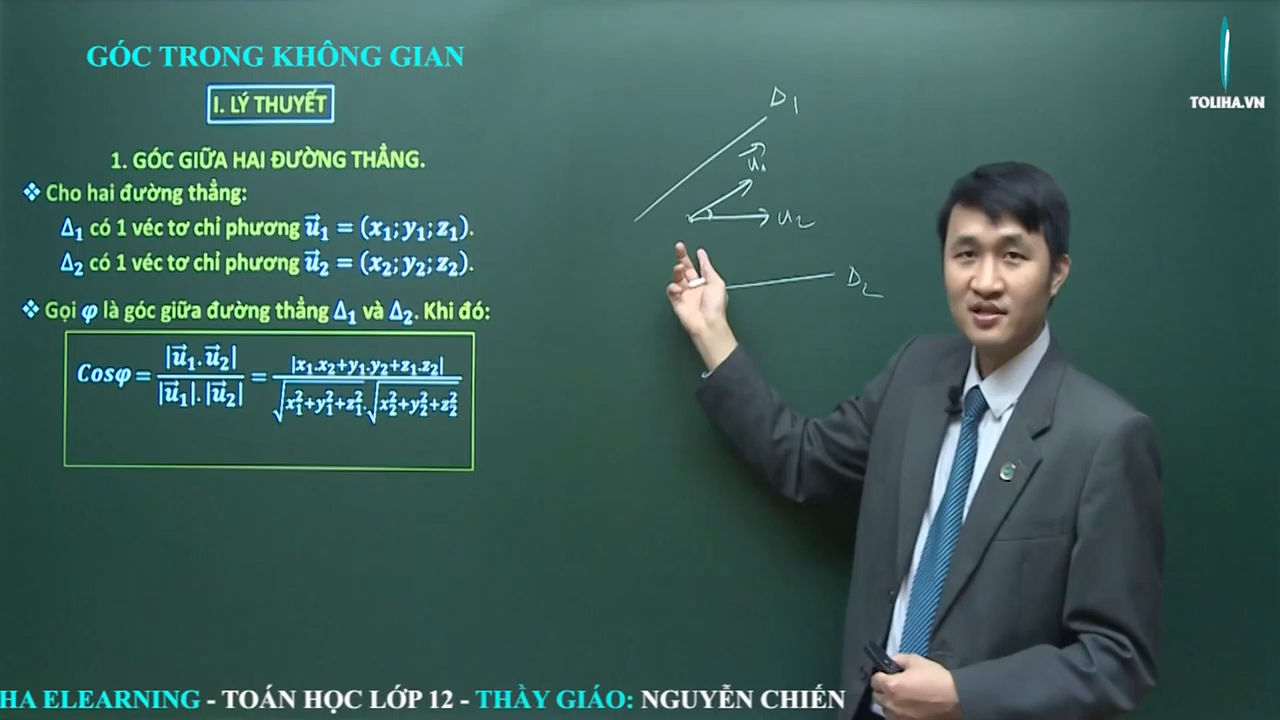 GÓC TRONG KHÔNG GIAN
TOLIHA.VN
I. LÝ THUYẾT
1. GÓC GIỮA HAI ĐƯỜNG THẲNG.
❖ Cho hai đường thẳng:
Δ₁ có 1 véc tơ chỉ phương u⃗₁ = (x₁; y₁; z₁).
Δ₂ có 1 véc tơ chỉ phương u⃗₂ = (x₂; y₂; z₂).
❖ Gọi φ là góc giữa đường thẳng Δ₁ và Δ₂. Khi đó:
Cosφ = |u⃗₁.u⃗₂| / |u⃗₁|.|u⃗₂| = |x₁.x₂+y₁.y₂+z₁.z₂| / √(x₁²+y₁²+z₁²).√(x₂²+y₂²+z₂²)
D₁
u₁
u₂
D₂
HA ELEARNING - TOÁN HỌC LỚP 12 - THẦY GIÁO: NGUYỄN CHIẾN